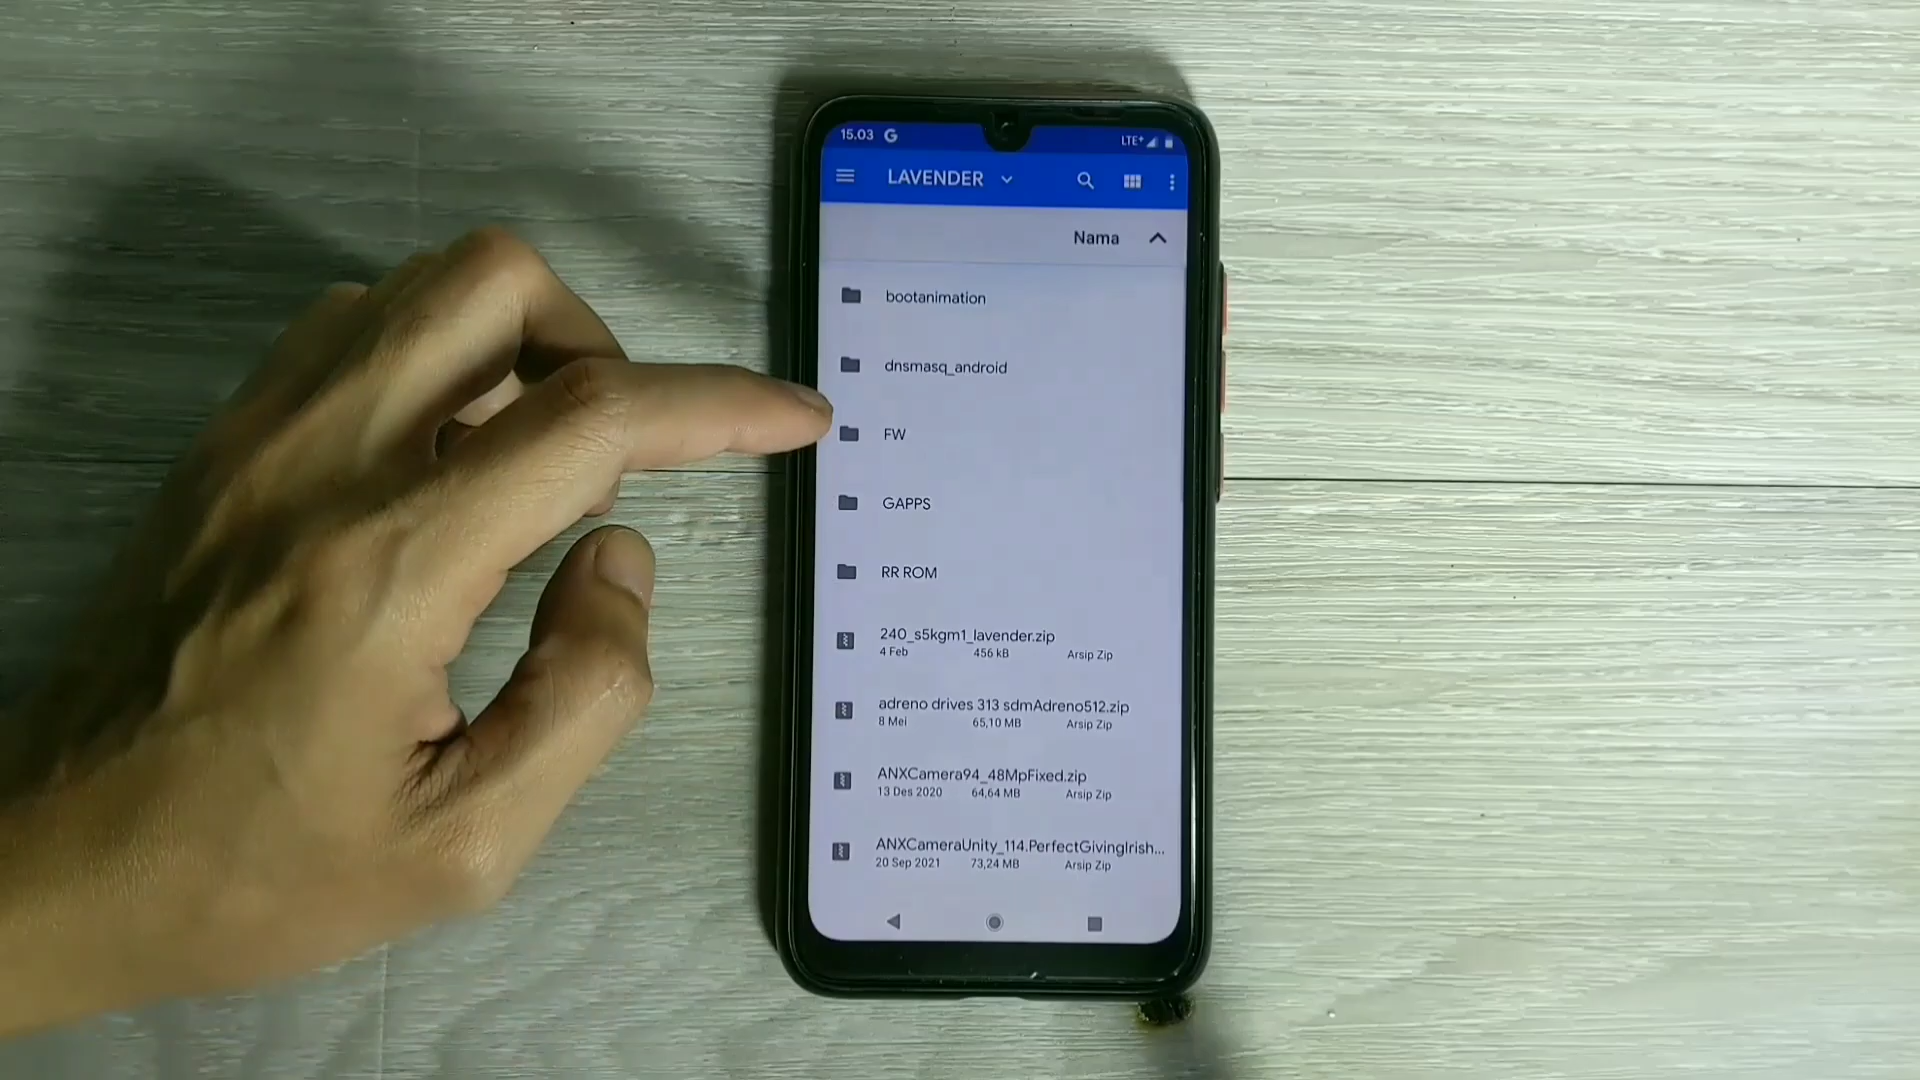 15.03 G LTE+
LAVENDER
Nama
bootanimation
dnsmasq_android
FW
GAPPS
RR ROM
240_s5kgm1_lavender.zip
4 Feb 456 kB Arsip Zip
adreno drives 313 sdmAdreno512.zip
8 Mei 65,10 MB Arsip Zip
ANXCamera94_48MpFixed.zip
13 Des 2020 64,64 MB Arsip Zip
ANXCameraUnity_114.PerfectGivingIrish...
20 Sep 2021 73,24 MB Arsip Zip